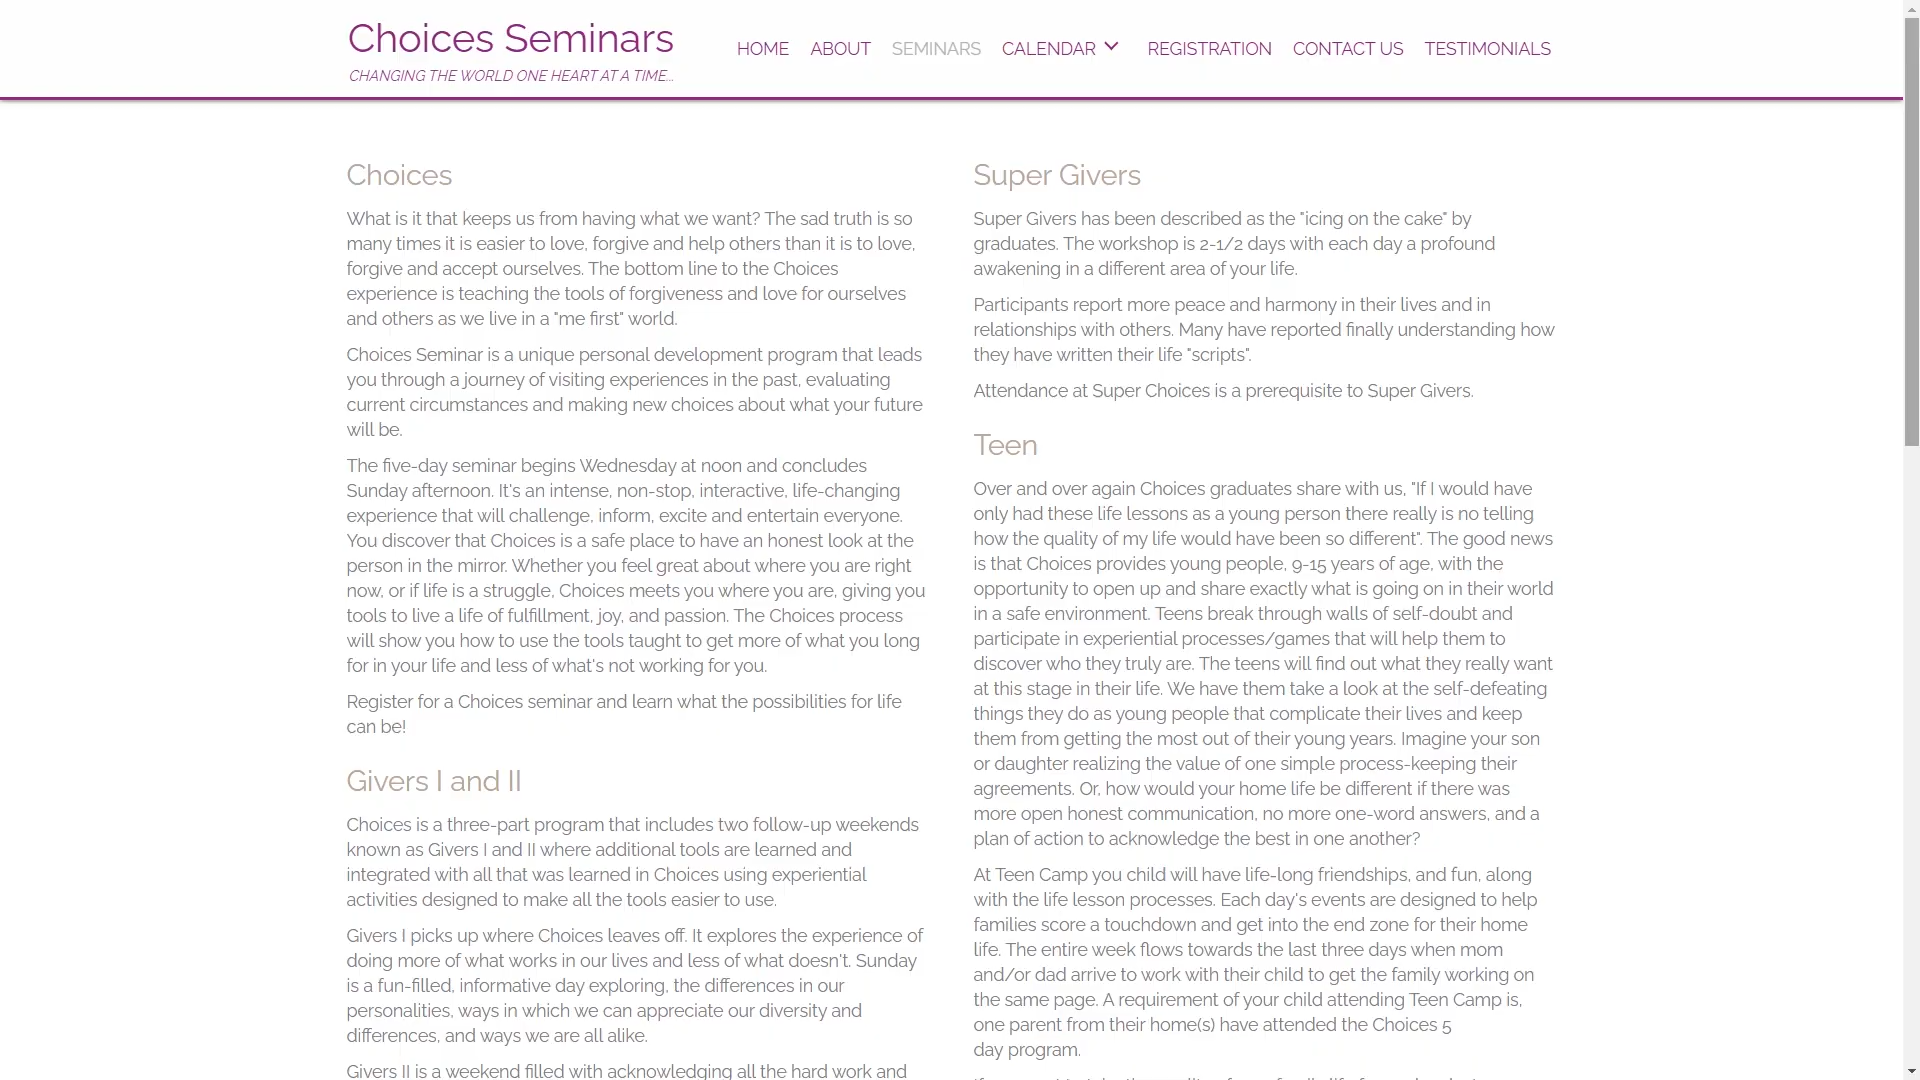 Choices Seminars
CHANGING THE WORLD ONE HEART AT A TIME...
HOME ABOUT SEMINARS CALENDAR REGISTRATION CONTACT US TESTIMONIALS
Choices
What is it that keeps us from having what we want? The sad truth is so
many times it is easier to love, forgive and help others than it is to love,
forgive and accept ourselves. The bottom line to the Choices
experience is teaching the tools of forgiveness and love for ourselves
and others as we live in a "me first" world.
Choices Seminar is a unique personal development program that leads
you through a journey of visiting experiences in the past, evaluating
current circumstances and making new choices about what your future
will be.
The five-day seminar begins Wednesday at noon and concludes
Sunday afternoon. It's an intense, non-stop, interactive, life-changing
experience that will challenge, inform, excite and entertain everyone.
You discover that Choices is a safe place to have an honest look at the
person in the mirror. Whether you feel great about where you are right
now, or if life is a struggle, Choices meets you where you are, giving you
tools to live a life of fulfillment, joy, and passion. The Choices process
will show you how to use the tools taught to get more of what you long
for in your life and less of what's not working for you.
Register for a Choices seminar and learn what the possibilities for life
can be!
Givers I and II
Choices is a three-part program that includes two follow-up weekends
known as Givers I and II where additional tools are learned and
integrated with all that was learned in Choices using experiential
activities designed to make all the tools easier to use.
Givers I picks up where Choices leaves off. It explores the experience of
doing more of what works in our lives and less of what doesn't. Sunday
is a fun-filled, informative day exploring, the differences in our
personalities, ways in which we can appreciate our diversity and
differences, and ways we are all alike.
Givers II is a weekend filled with acknowledging all the hard work and
Super Givers
Super Givers has been described as the "icing on the cake" by
graduates. The workshop is 2-1/2 days with each day a profound
awakening in a different area of your life.
Participants report more peace and harmony in their lives and in
relationships with others. Many have reported finally understanding how
they have written their life "scripts".
Attendance at Super Choices is a prerequisite to Super Givers.
Teen
Over and over again Choices graduates share with us, "If I would have
only had these life lessons as a young person there really is no telling
how the quality of my life would have been so different". The good news
is that Choices provides young people, 9-15 years of age, with the
opportunity to open up and share exactly what is going on in their world
in a safe environment. Teens break through walls of self-doubt and
participate in experiential processes/games that will help them to
discover who they truly are. The teens will find out what they really want
at this stage in their life. We have them take a look at the self-defeating
things they do as young people that complicate their lives and keep
them from getting the most out of their young years. Imagine your son
or daughter realizing the value of one simple process-keeping their
agreements. Or, how would your home life be different if there was
more open honest communication, no more one-word answers, and a
plan of action to acknowledge the best in one another?
At Teen Camp you child will have life-long friendships, and fun, along
with the life lesson processes. Each day's events are designed to help
families score a touchdown and get into the end zone for their home
life. The entire week flows towards the last three days when mom
and/or dad arrive to work with their child to get the family working on
the same page. A requirement of your child attending Teen Camp is,
one parent from their home(s) have attended the Choices 5
day program.